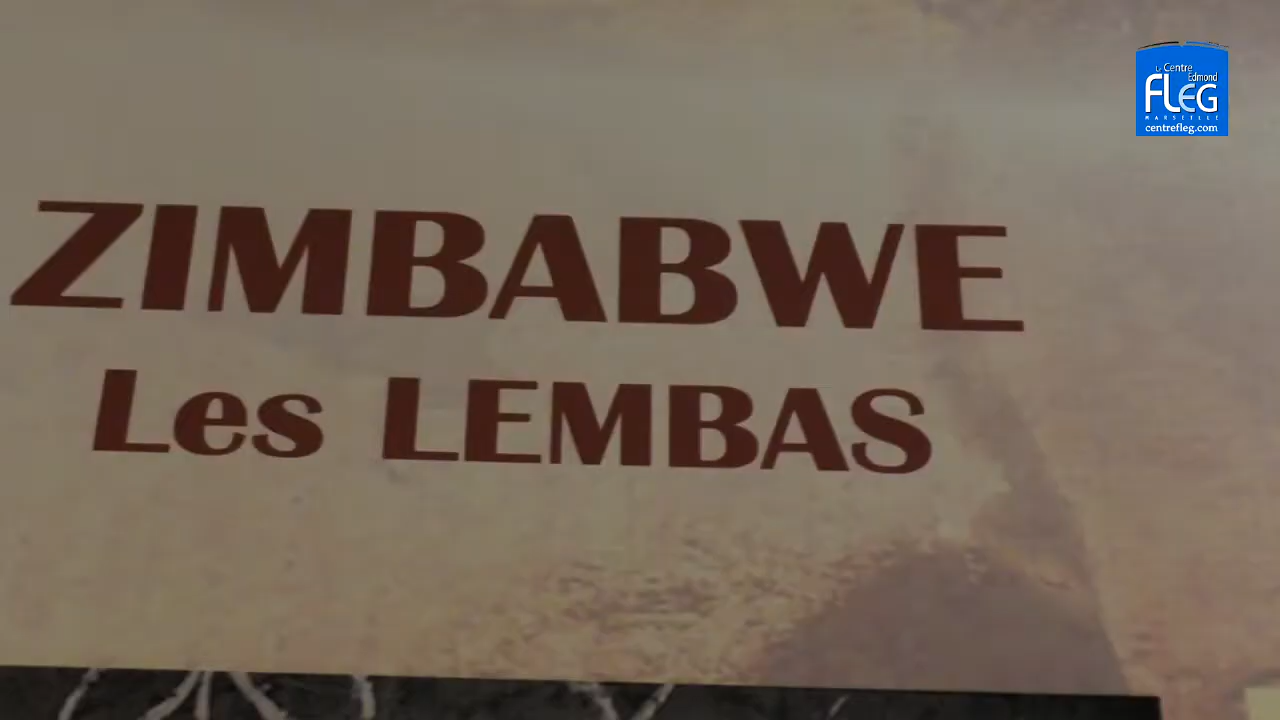 Le Centre
Edmond
FLEG
MARSEILLE
centrefleg.com
ZIMBABWE
Les LEMBAS